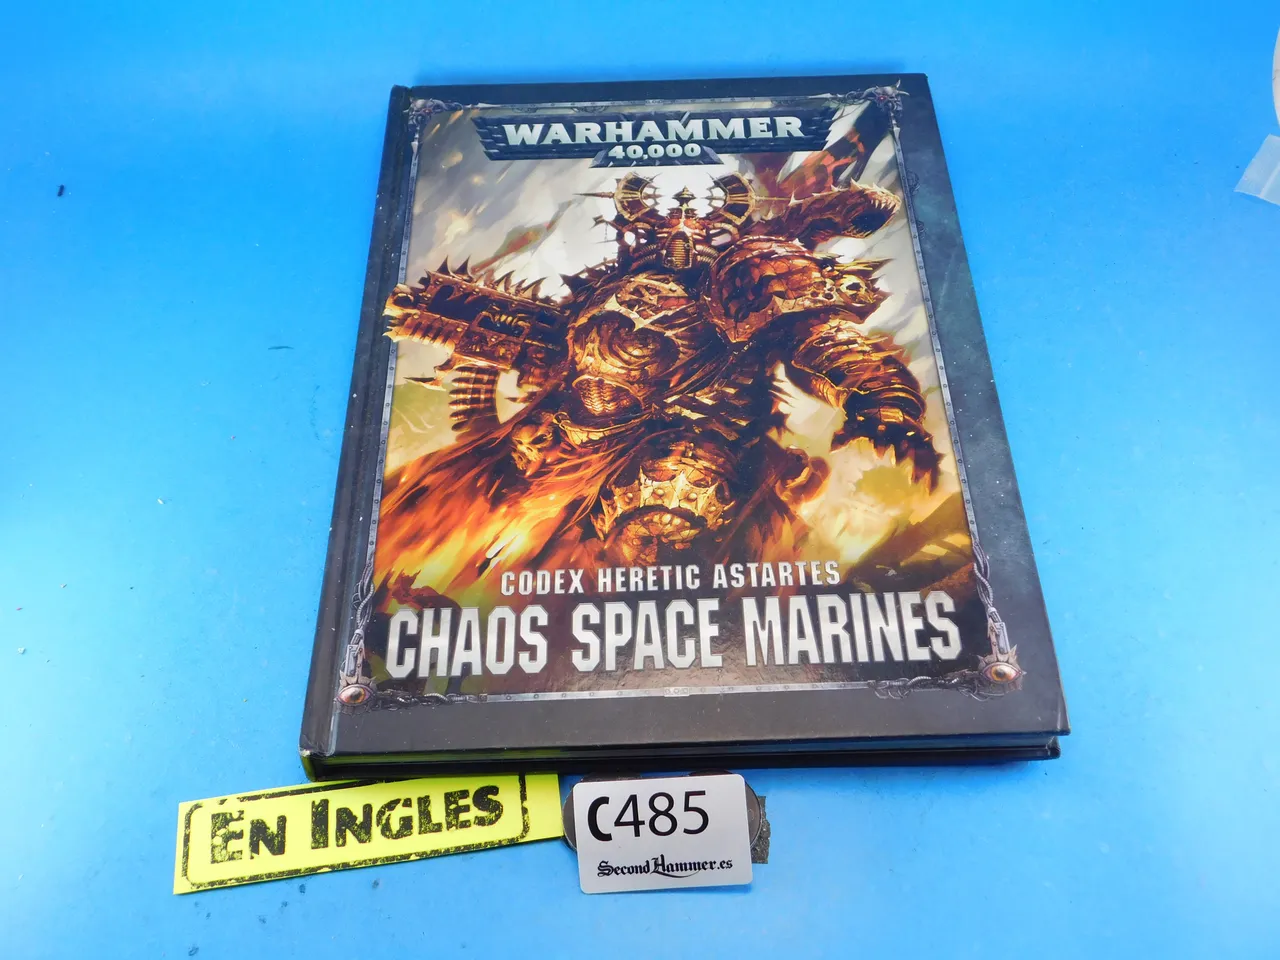 WARHAMMER
40,000
CODEX HERETIC ASTARTES
CHAOS SPACE MARINES
EN INGLES
C485
SecondHammer.es